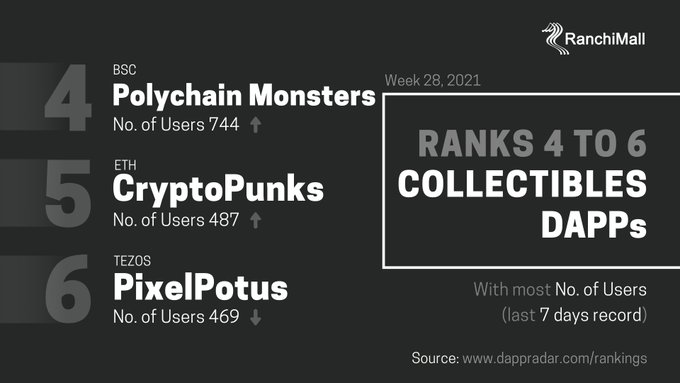 RanchiMall
4
BSC
Polychain Monsters
No. of Users 744
5
ETH
CryptoPunks
No. of Users 487
6
TEZOS
PixelPotus
No. of Users 469
Week 28, 2021
RANKS 4 TO 6
COLLECTIBLES
DAPPs
With most No. of Users
(last 7 days record)
Source: www.dappradar.com/rankings